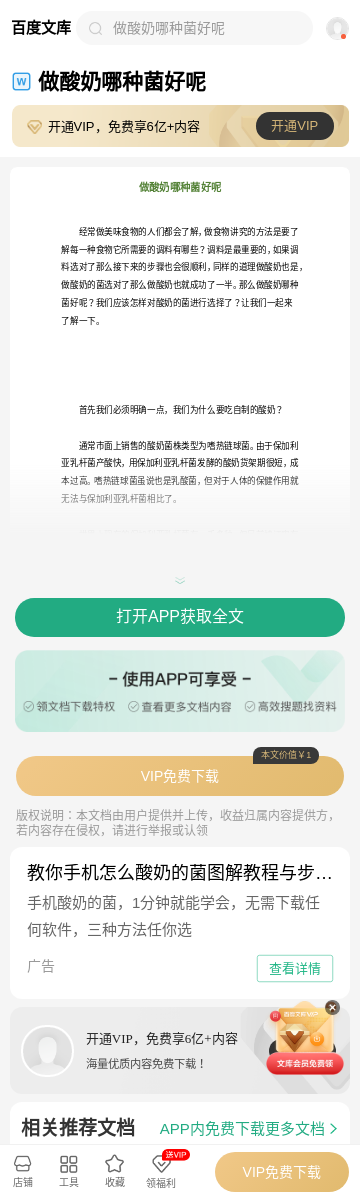 百度文库 做酸奶哪种菌好呢
W 做酸奶哪种菌好呢
开通VIP，免费享6亿+内容 开通VIP
做酸奶哪种菌好呢
经常做美味食物的人们都会了解，做食物讲究的方法是要了
解每一种食物它所需要的调料有哪些？调料是最重要的，如果调
料选对了那么接下来的步骤也会很顺利，同样的道理做酸奶也是，
做酸奶的菌选对了那么做酸奶也就成功了一半。那么做酸奶哪种
菌好呢？我们应该怎样对酸奶的菌进行选择了？让我们一起来
了解一下。
首先我们必须明确一点，我们为什么要吃自制的酸奶？
通常市面上销售的酸奶菌株类型为嗜热链球菌。由于保加利
亚乳杆菌产酸快，用保加利亚乳杆菌发酵的酸奶货架期很短，成
本过高。嗜热链球菌虽说也是乳酸菌，但对于人体的保健作用就
无法与保加利亚乳杆菌相比了。
打开APP获取全文
– 使用APP可享受 –
领文档下载特权 查看更多文档内容 高效搜题找资料
本文价值￥1
VIP免费下载
版权说明：本文档由用户提供并上传，收益归属内容提供方，
若内容存在侵权，请进行举报或认领
教你手机怎么酸奶的菌图解教程与步…
手机酸奶的菌，1分钟就能学会，无需下载任
何软件，三种方法任你选
广告 查看详情
开通VIP，免费享6亿+内容
海量优质内容免费下载！
文库会员免费领
相关推荐文档 APP内免费下载更多文档
送VIP
店铺 工具 收藏 领福利 VIP免费下载